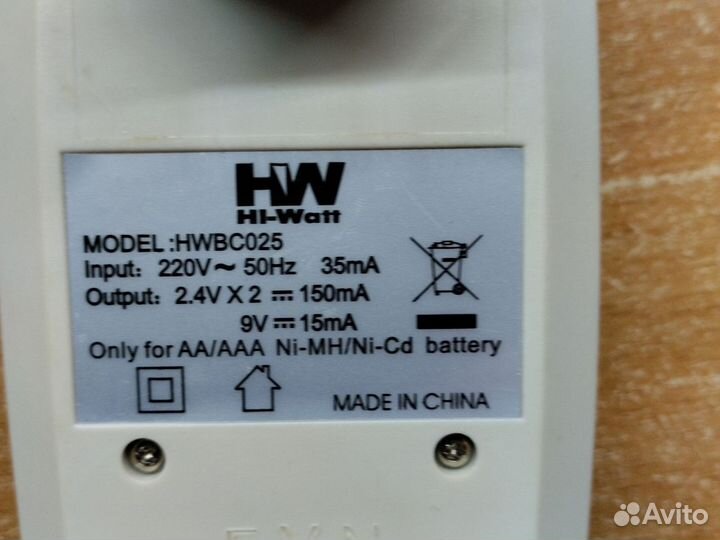 HW
HI-Watt
MODEL :HWBC025
Input: 220V~ 50Hz 35mA
Output: 2.4V X 2 ⎓ 150mA
9V ⎓ 15mA
Only for AA/AAA Ni-MH/Ni-Cd battery
MADE IN CHINA
Avito